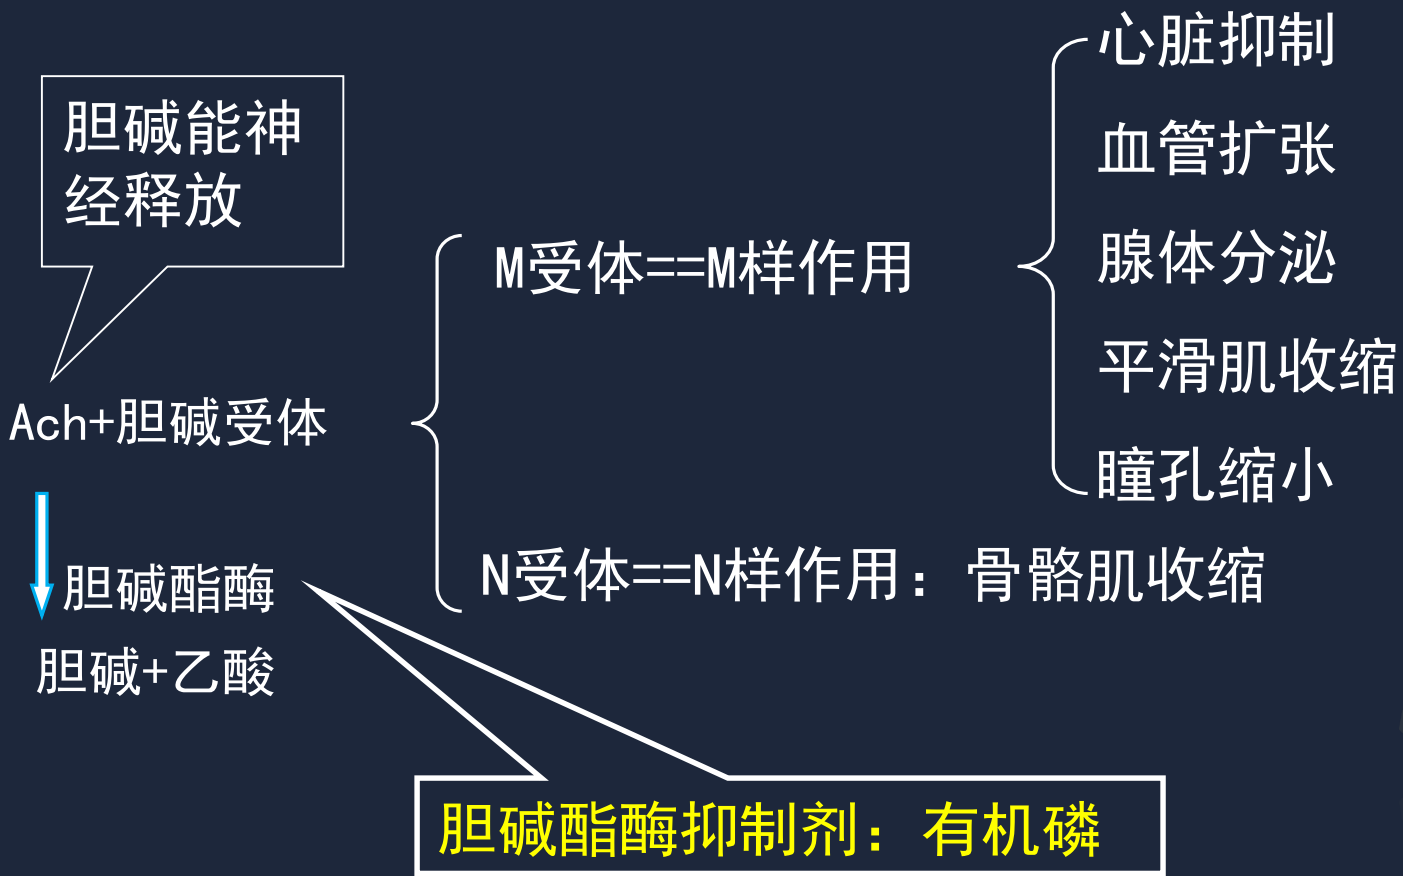 胆碱能神
经释放
Ach+胆碱受体
胆碱酯酶
胆碱+乙酸
M受体==M样作用
心脏抑制
血管扩张
腺体分泌
平滑肌收缩
瞳孔缩小
N受体==N样作用：骨骼肌收缩
胆碱酯酶抑制剂：有机磷